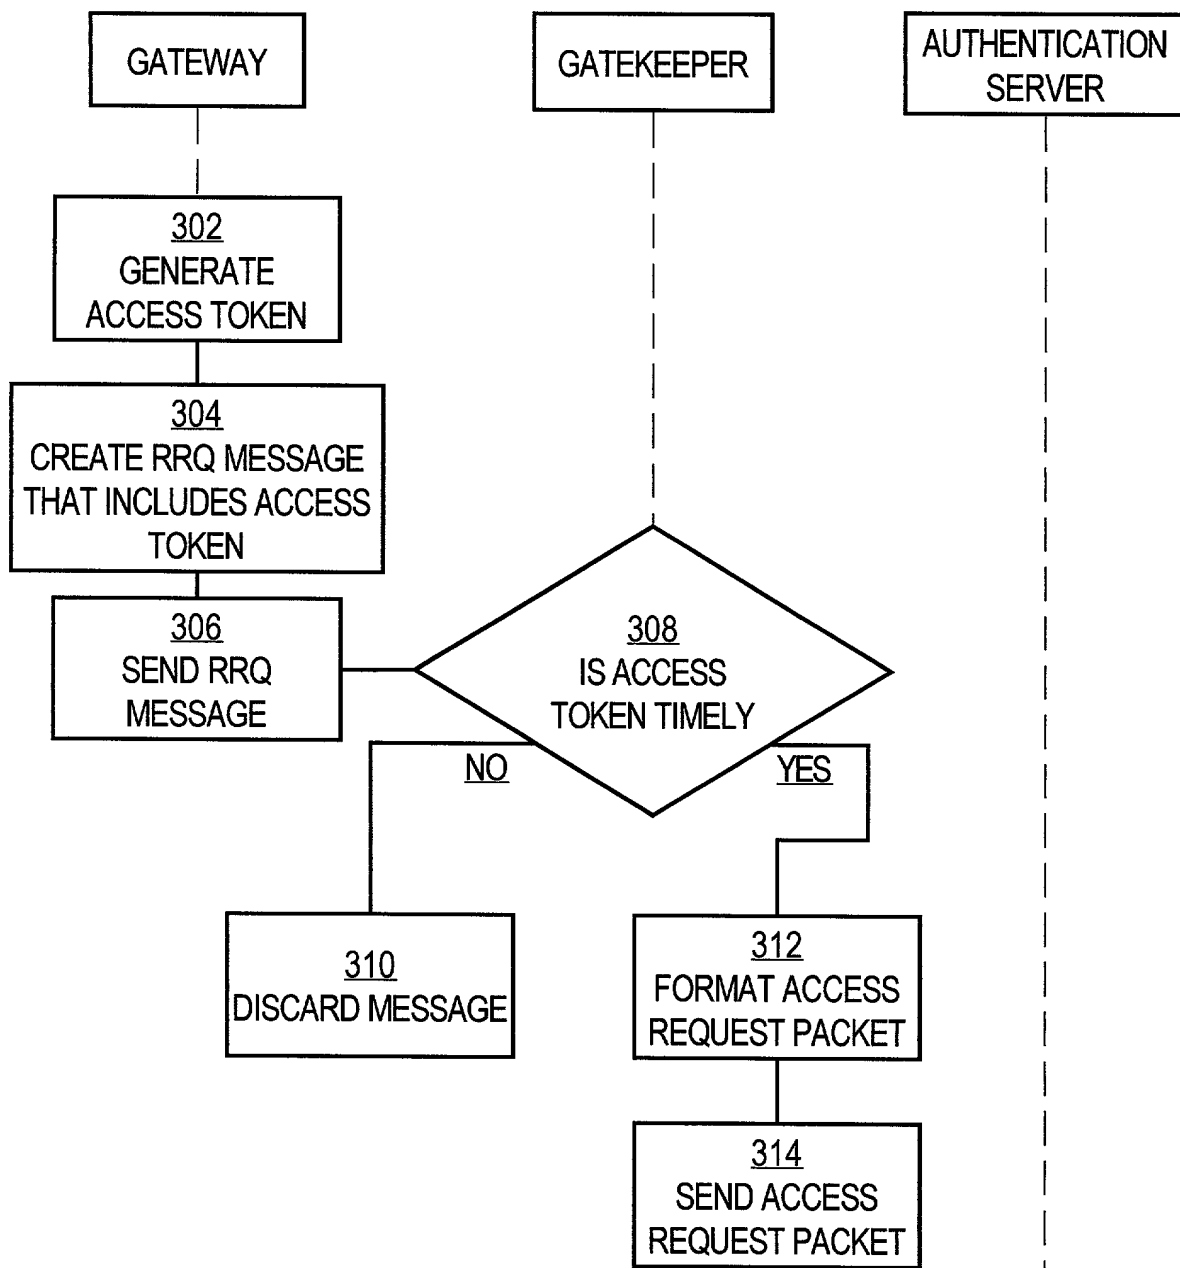 GATEWAY
GATEKEEPER
AUTHENTICATION
SERVER
302
GENERATE
ACCESS TOKEN
304
CREATE RRQ MESSAGE
THAT INCLUDES ACCESS
TOKEN
306
SEND RRQ
MESSAGE
308
IS ACCESS
TOKEN TIMELY
NO
YES
310
DISCARD MESSAGE
312
FORMAT ACCESS
REQUEST PACKET
314
SEND ACCESS
REQUEST PACKET